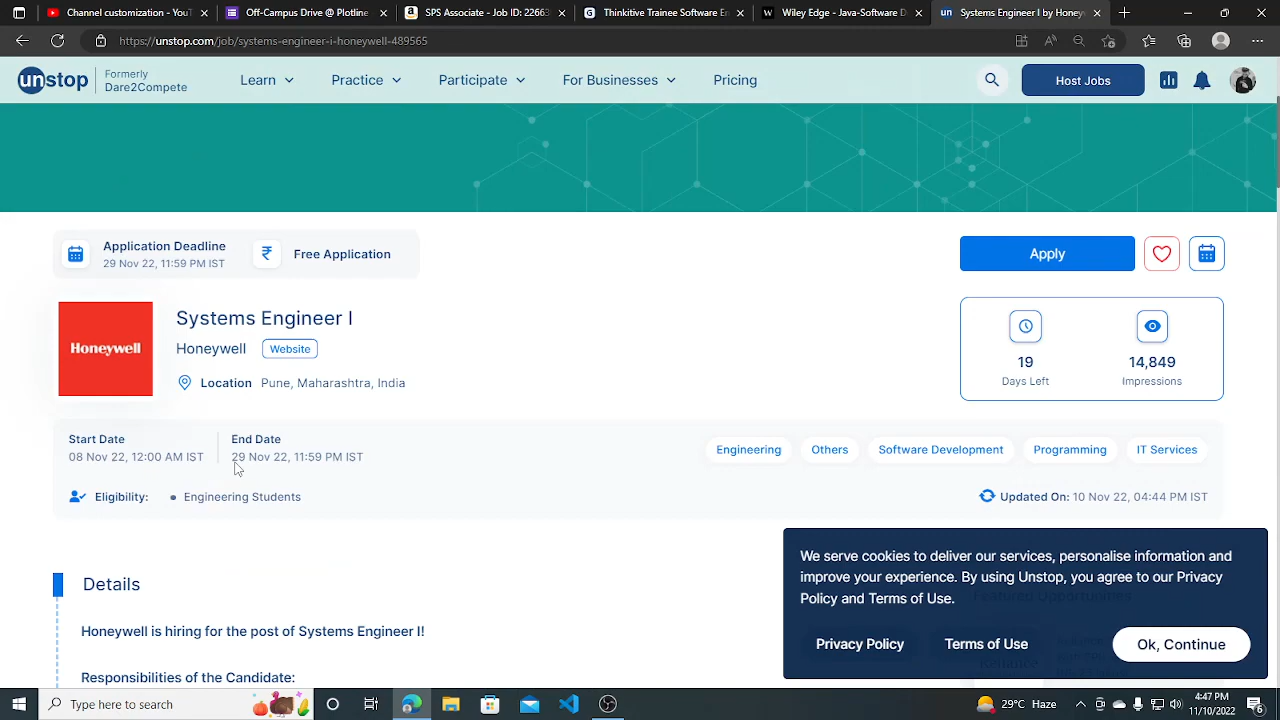 Channel customization - YouT
Off-Campus Drive @ Plotline
SPS Associate (Job ID: 22663
Thinkitive Trainee Software En
Wiley Edge - Java-Software D
Systems Engineer I | Honeyw
https://unstop.com/job/systems-engineer-i-honeywell-489565
unstop
Formerly
Dare2Compete
Learn
Practice
Participate
For Businesses
Pricing
Host Jobs
Application Deadline
29 Nov 22, 11:59 PM IST
Free Application
Apply
Honeywell
Systems Engineer I
Honeywell
Website
Location Pune, Maharashtra, India
19
Days Left
14,849
Impressions
Start Date
08 Nov 22, 12:00 AM IST
End Date
29 Nov 22, 11:59 PM IST
Engineering
Others
Software Development
Programming
IT Services
Eligibility: • Engineering Students
Updated On: 10 Nov 22, 04:44 PM IST
Details
Honeywell is hiring for the post of Systems Engineer I!
Responsibilities of the Candidate:
We serve cookies to deliver our services, personalise information and
improve your experience. By using Unstop, you agree to our Privacy
Policy and Terms of Use.
Featured Opportunities
Privacy Policy
Terms of Use
Ok, Continue
Type here to search
29°C Haze
4:47 PM
11/10/2022
6